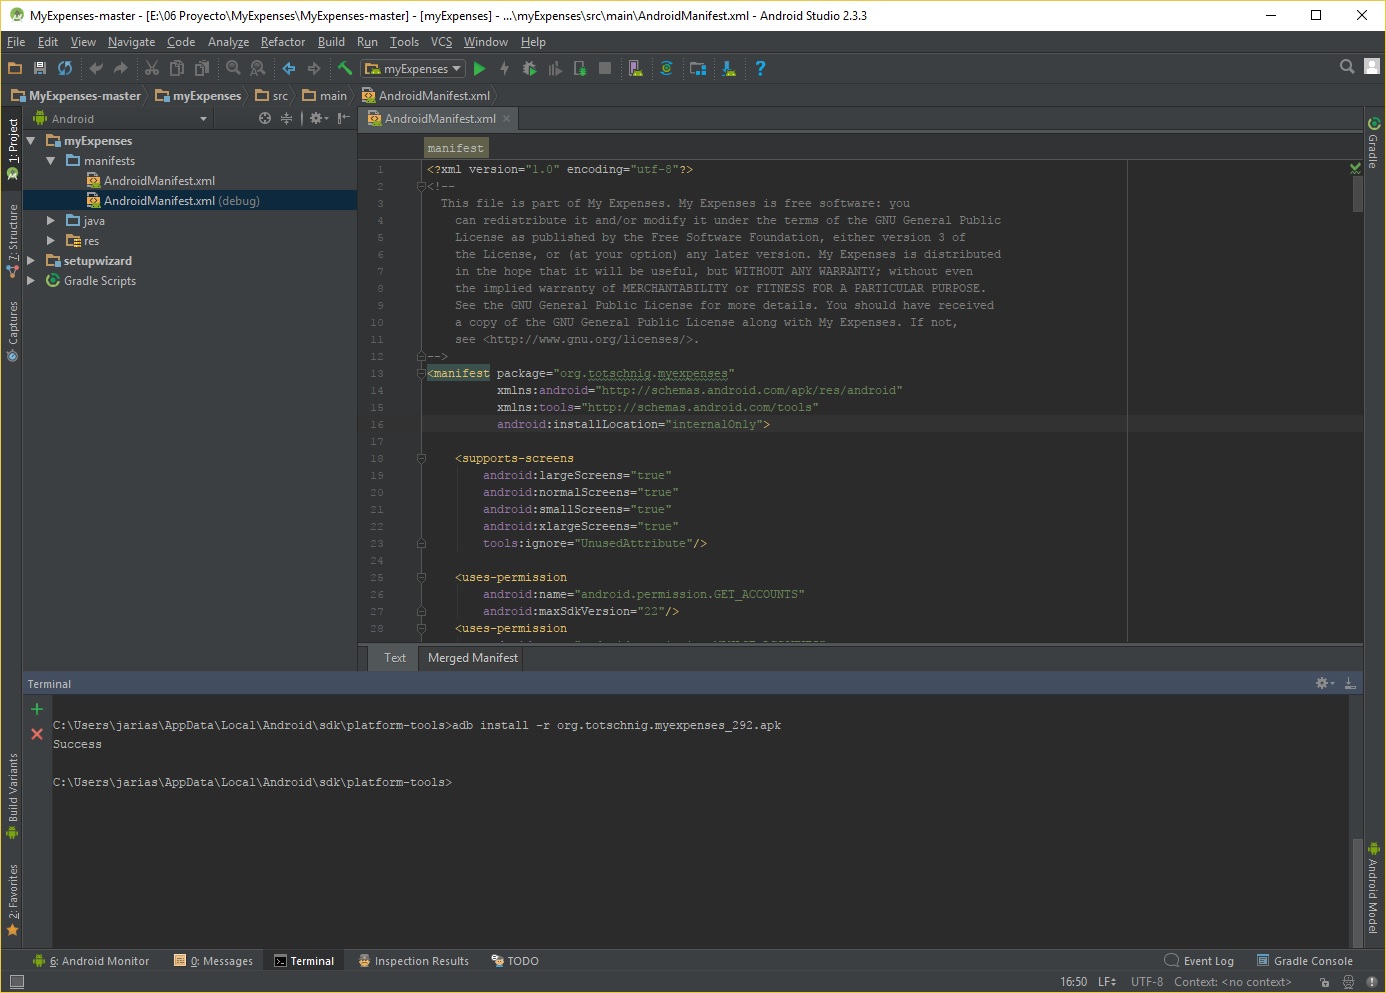 MyExpenses-master - [E:\06 Proyecto\MyExpenses\MyExpenses-master] - [myExpenses] - ...\myExpenses\src\main\AndroidManifest.xml - Android Studio 2.3.3
File Edit View Navigate Code Analyze Refactor Build Run Tools VCS Window Help
myExpenses
MyExpenses-master myExpenses src main AndroidManifest.xml
1: Project
7: Structure
Captures
Build Variants
2: Favorites
Android
myExpenses
manifests
AndroidManifest.xml
AndroidManifest.xml (debug)
java
res
setupwizard
Gradle Scripts
AndroidManifest.xml
manifest
1 <?xml version="1.0" encoding="utf-8"?>
2 <!--
3 This file is part of My Expenses. My Expenses is free software: you
4 can redistribute it and/or modify it under the terms of the GNU General Public
5 License as published by the Free Software Foundation, either version 3 of
6 the License, or (at your option) any later version. My Expenses is distributed
7 in the hope that it will be useful, but WITHOUT ANY WARRANTY; without even
8 the implied warranty of MERCHANTABILITY or FITNESS FOR A PARTICULAR PURPOSE.
9 See the GNU General Public License for more details. You should have received
10 a copy of the GNU General Public License along with My Expenses. If not,
11 see <http://www.gnu.org/licenses/>.
12 -->
13 <manifest package="org.totschnig.myexpenses"
14 xmlns:android="http://schemas.android.com/apk/res/android"
15 xmlns:tools="http://schemas.android.com/tools"
16 android:installLocation="internalOnly">
17
18 <supports-screens
19 android:largeScreens="true"
20 android:normalScreens="true"
21 android:smallScreens="true"
22 android:xlargeScreens="true"
23 tools:ignore="UnusedAttribute"/>
24
25 <uses-permission
26 android:name="android.permission.GET_ACCOUNTS"
27 android:maxSdkVersion="22"/>
28 <uses-permission
Text Merged Manifest
Gradle
Android Model
Terminal
C:\Users\jarias\AppData\Local\Android\sdk\platform-tools>adb install -r org.totschnig.myexpenses_292.apk
Success
C:\Users\jarias\AppData\Local\Android\sdk\platform-tools>
6: Android Monitor 0: Messages Terminal Inspection Results TODO Event Log Gradle Console
16:50 LF÷ UTF-8 Context: <no context>